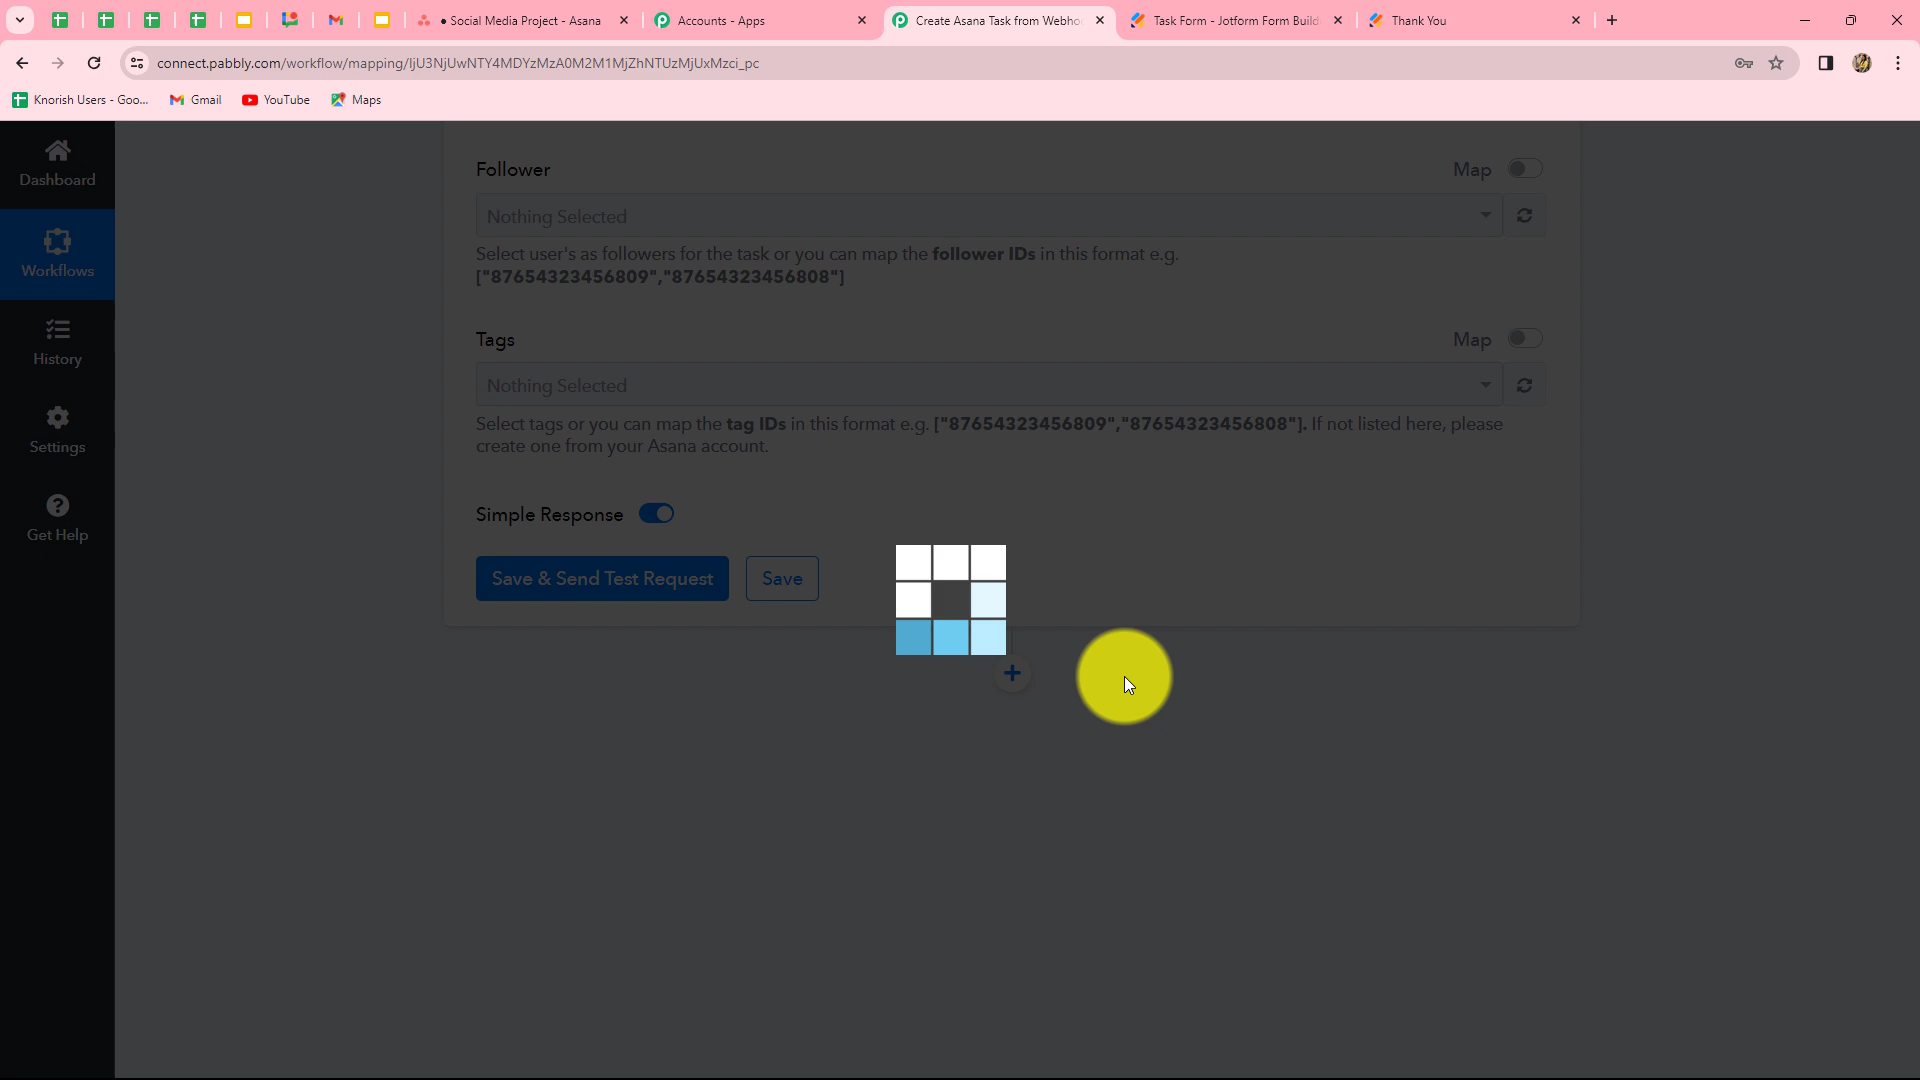 ● Social Media Project - Asana
Accounts - Apps
Create Asana Task from Webho
Task Form - Jotform Form Build
Thank You
connect.pabbly.com/workflow/mapping/IjU3NjUwNTY4MDYzMzA0M2M1MjZhNTUzMjUxMzci_pc
Knorish Users - Goo...
Gmail
YouTube
Maps
Dashboard
Workflows
History
Settings
Get Help
Follower
Map
Nothing Selected
Select user's as followers for the task or you can map the follower IDs in this format e.g.
["87654323456809","87654323456808"]
Tags
Map
Nothing Selected
Select tags or you can map the tag IDs in this format e.g. ["87654323456809","87654323456808"]. If not listed here, please
create one from your Asana account.
Simple Response
Save & Send Test Request
Save